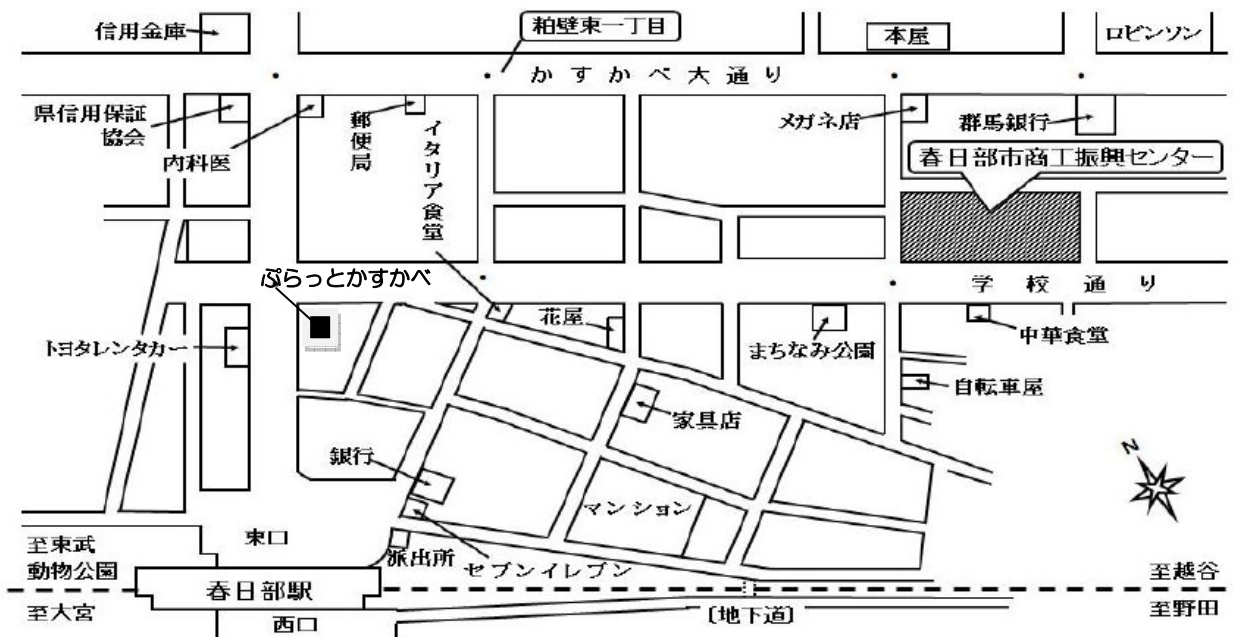 信用金庫
粕壁東一丁目
本屋
ロビンソン
かすかべ大通り
県信用保証
協会
内科医
郵便局
イタリア食堂
メガネ店
群馬銀行
春日部市商工振興センター
ぷらっとかすかべ
学校通り
トヨタレンタカー
花屋
まちなみ公園
中華食堂
自転車屋
家具店
銀行
マンション
N
東口
派出所
セブンイレブン
至東武
動物公園
春日部駅
至越谷
至大宮
西口
〔地下道〕
至野田